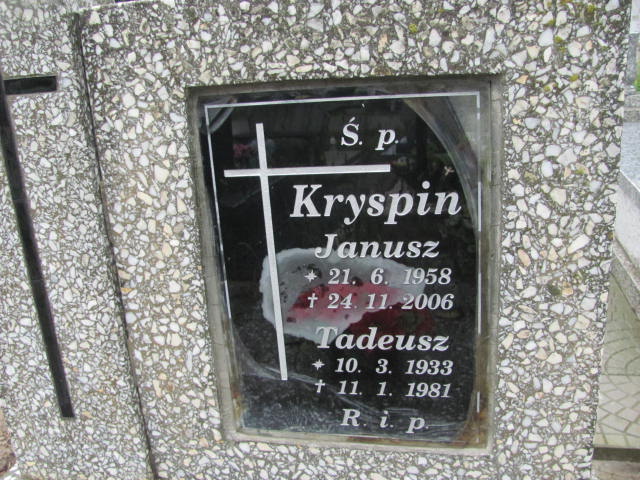 Ś. p.
Kryspin
Janusz
✶ 21. 6. 1958
† 24. 11. 2006
Tadeusz
✶ 10. 3. 1933
† 11. 1. 1981
R. i. p.